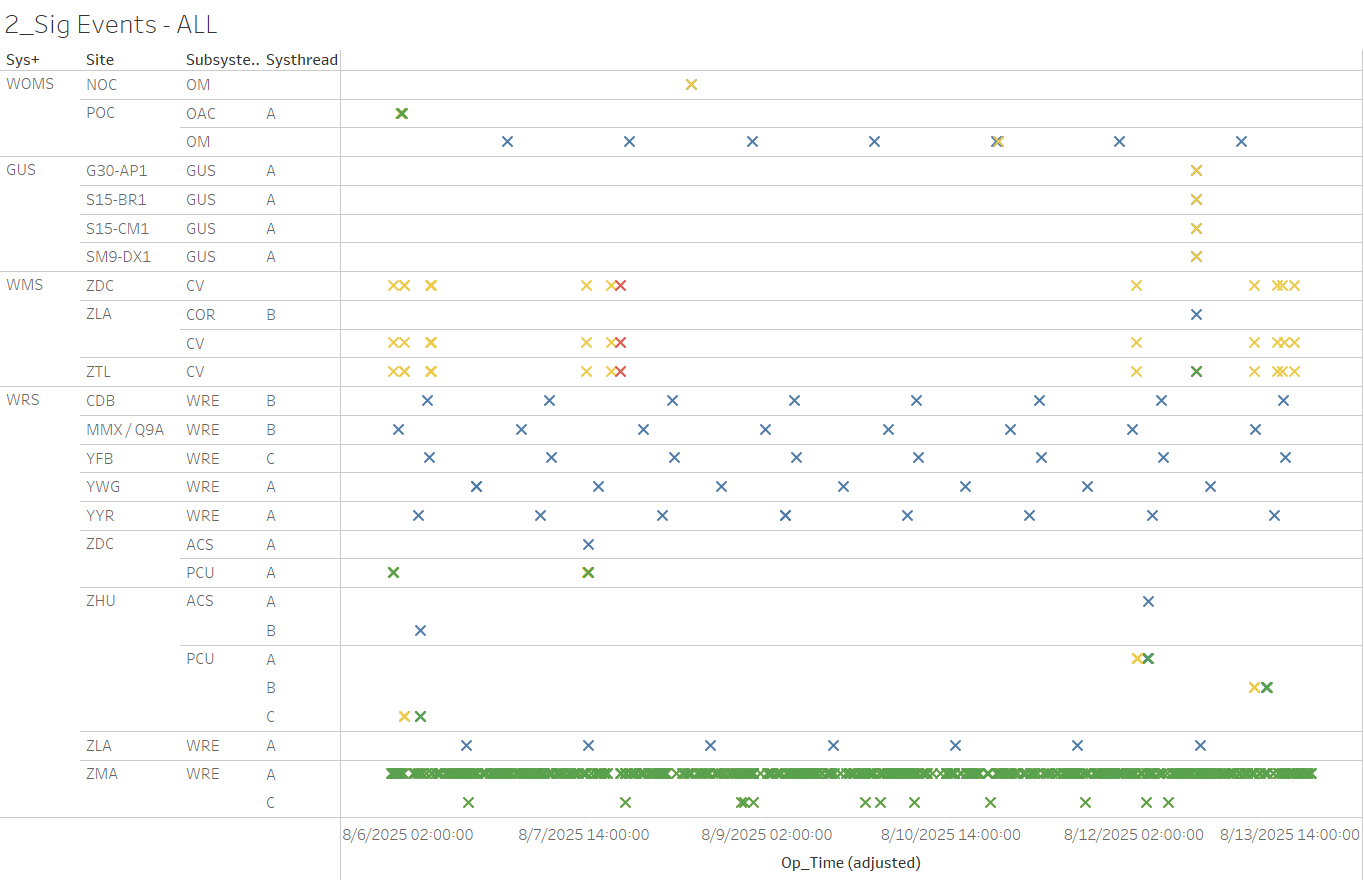 2_Sig Events - ALL
Sys+ Site Subsyste.. Systhread
WOMS NOC OM
POC OAC A
OM
GUS G30-AP1 GUS A
S15-BR1 GUS A
S15-CM1 GUS A
SM9-DX1 GUS A
WMS ZDC CV
ZLA COR B
CV
ZTL CV
WRS CDB WRE B
MMX / Q9A WRE B
YFB WRE C
YWG WRE A
YYR WRE A
ZDC ACS A
PCU A
ZHU ACS A
B
PCU A
B
C
ZLA WRE A
ZMA WRE A
C
8/6/2025 02:00:00 8/7/2025 14:00:00 8/9/2025 02:00:00 8/10/2025 14:00:00 8/12/2025 02:00:00 8/13/2025 14:00:00
Op_Time (adjusted)